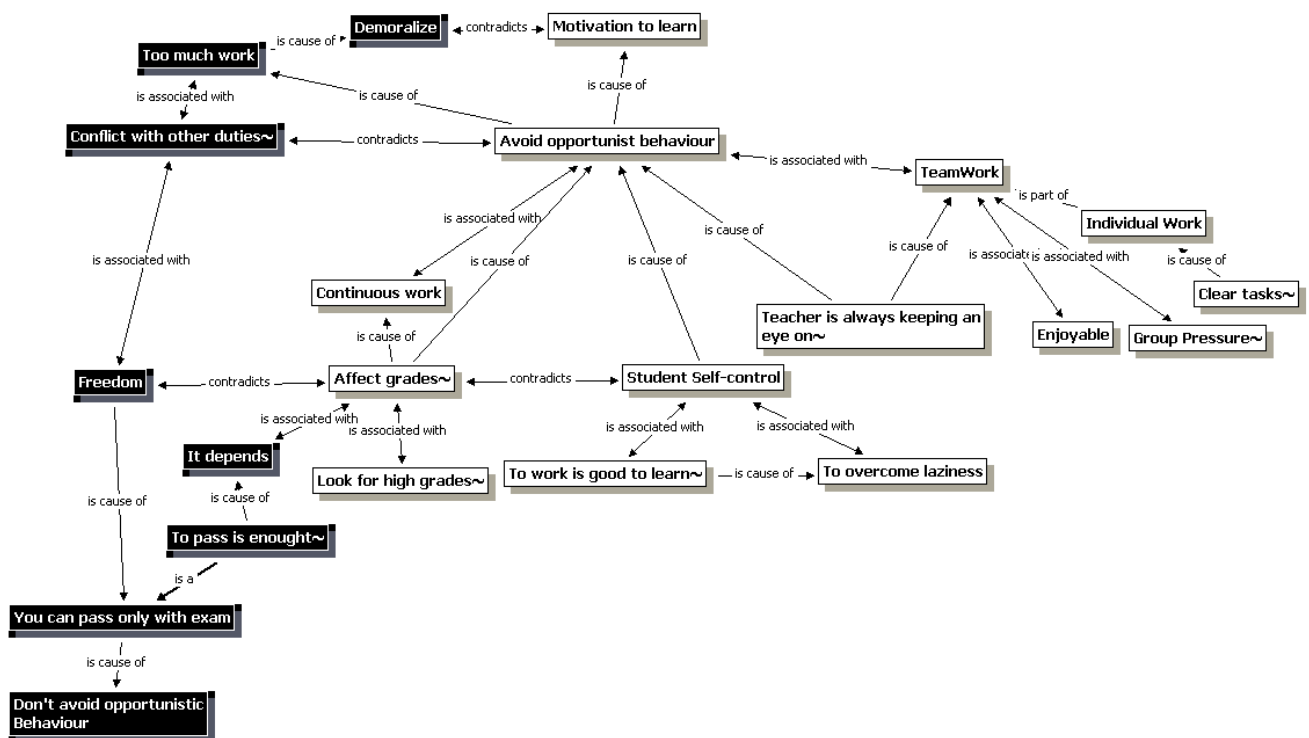 Demoralize
contradicts
Motivation to learn
is cause of
Too much work
is associated with
is cause of
is cause of
Conflict with other duties~
contradicts
Avoid opportunist behaviour
is associated with
TeamWork
is part of
Individual Work
is associated with
is cause of
is cause of
is associated with
is associated with
is cause of
is associated with
is cause of
is cause of
Continuous work
Clear tasks~
Teacher is always keeping an
eye on~
Enjoyable
Group Pressure~
is cause of
Freedom
contradicts
Affect grades~
contradicts
Student Self-control
is associated with
is associated with
is associated with
is associated with
It depends
Look for high grades~
To work is good to learn~
is cause of
To overcome laziness
is cause of
is cause of
To pass is enought~
is a
You can pass only with exam
is cause of
Don't avoid opportunistic
Behaviour